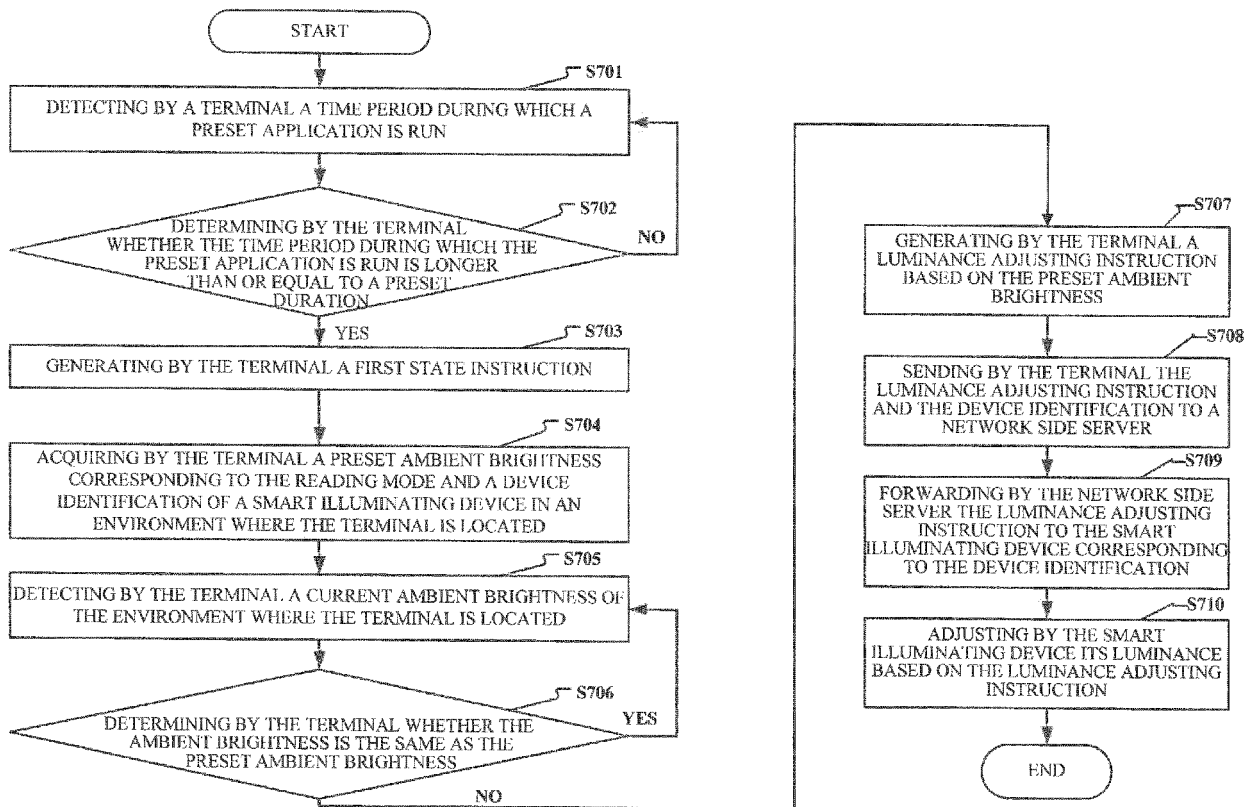 START
S701
DETECTING BY A TERMINAL A TIME PERIOD DURING WHICH A
PRESET APPLICATION IS RUN
S702
DETERMINING BY THE TERMINAL
WHETHER THE TIME PERIOD DURING WHICH THE
PRESET APPLICATION IS RUN IS LONGER
THAN OR EQUAL TO A PRESET
DURATION
NO
YES
S703
GENERATING BY THE TERMINAL A FIRST STATE INSTRUCTION
S704
ACQUIRING BY THE TERMINAL A PRESET AMBIENT BRIGHTNESS
CORRESPONDING TO THE READING MODE AND A DEVICE
IDENTIFICATION OF A SMART ILLUMINATING DEVICE IN AN
ENVIRONMENT WHERE THE TERMINAL IS LOCATED
S705
DETECTING BY THE TERMINAL A CURRENT AMBIENT BRIGHTNESS OF
THE ENVIRONMENT WHERE THE TERMINAL IS LOCATED
S706
DETERMINING BY THE TERMINAL WHETHER THE
AMBIENT BRIGHTNESS IS THE SAME AS THE
PRESET AMBIENT BRIGHTNESS
YES
NO
S707
GENERATING BY THE TERMINAL A
LUMINANCE ADJUSTING INSTRUCTION
BASED ON THE PRESET AMBIENT
BRIGHTNESS
S708
SENDING BY THE TERMINAL THE
LUMINANCE ADJUSTING INSTRUCTION
AND THE DEVICE IDENTIFICATION TO A
NETWORK SIDE SERVER
S709
FORWARDING BY THE NETWORK SIDE
SERVER THE LUMINANCE ADJUSTING
INSTRUCTION TO THE SMART
ILLUMINATING DEVICE CORRESPONDING
TO THE DEVICE IDENTIFICATION
S710
ADJUSTING BY THE SMART
ILLUMINATING DEVICE ITS LUMINANCE
BASED ON THE LUMINANCE ADJUSTING
INSTRUCTION
END